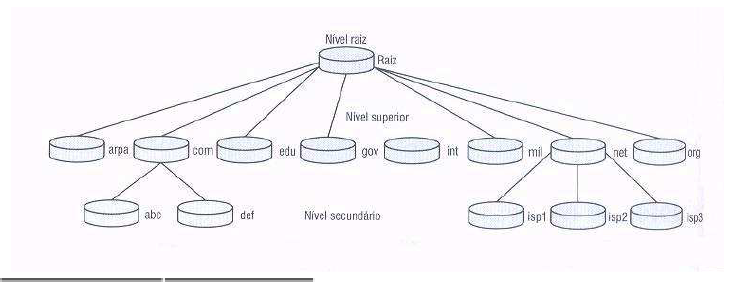 Nível raiz
Raiz
Nível superior
arpa com edu gov int mil net org
abc def Nível secundário isp1 isp2 isp3